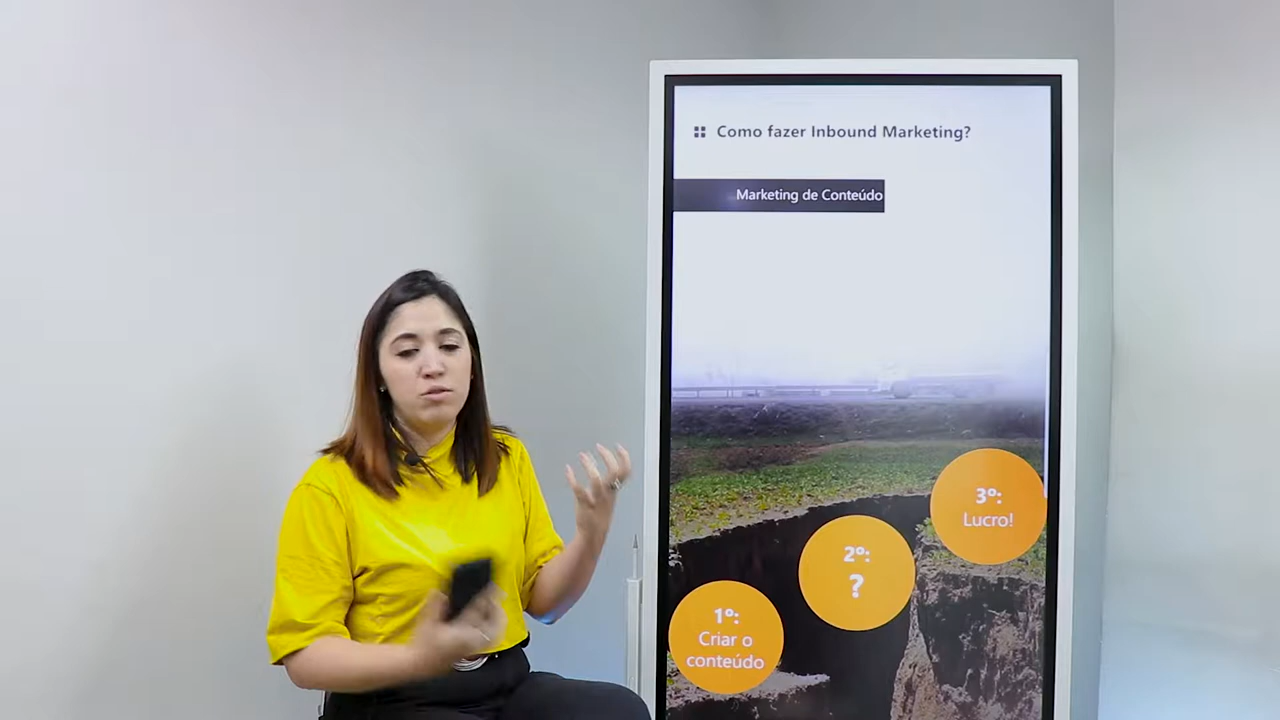 Como fazer Inbound Marketing?
Marketing de Conteúdo
1º:
Criar o
conteúdo
2º:
?
3º:
Lucro!